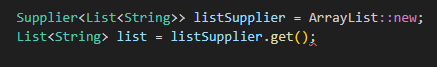 Supplier<List<String>> listSupplier = ArrayList::new;
List<String> list = listSupplier.get();